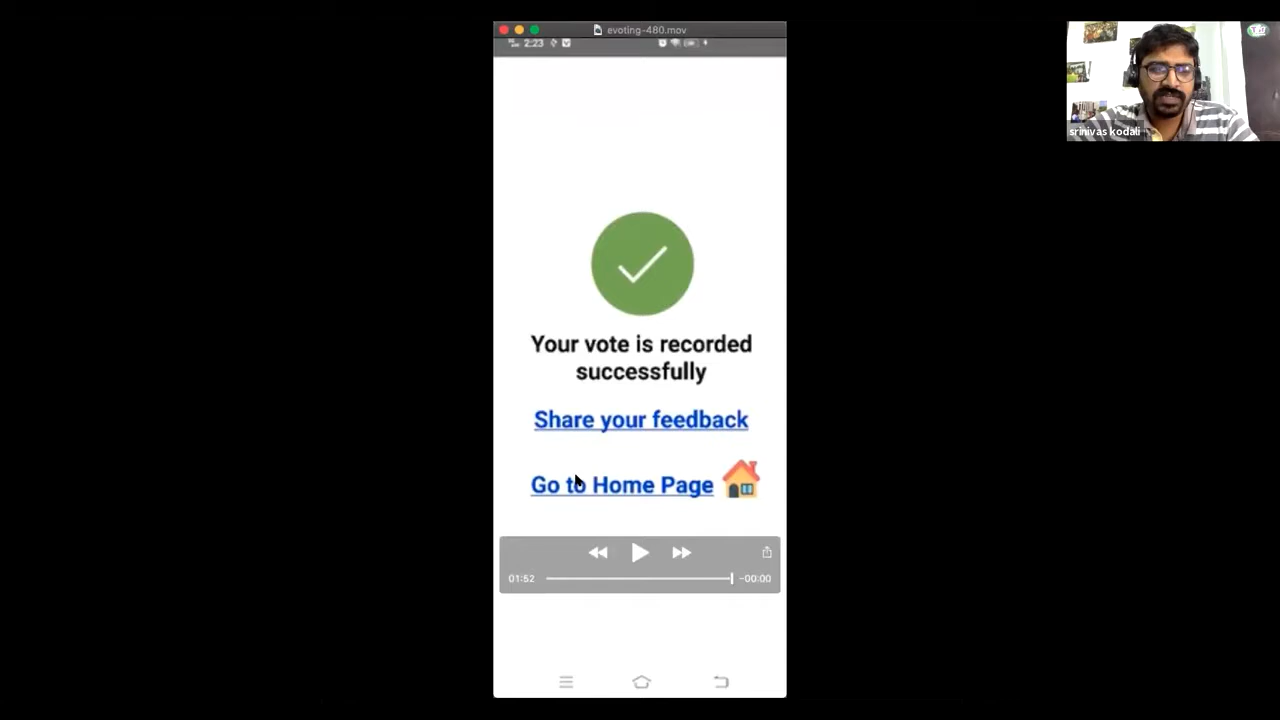 evoting-480.mov
2:23
srinivas kodali
Your vote is recorded
successfully
Share your feedback
Go to Home Page
01:52
-00:00